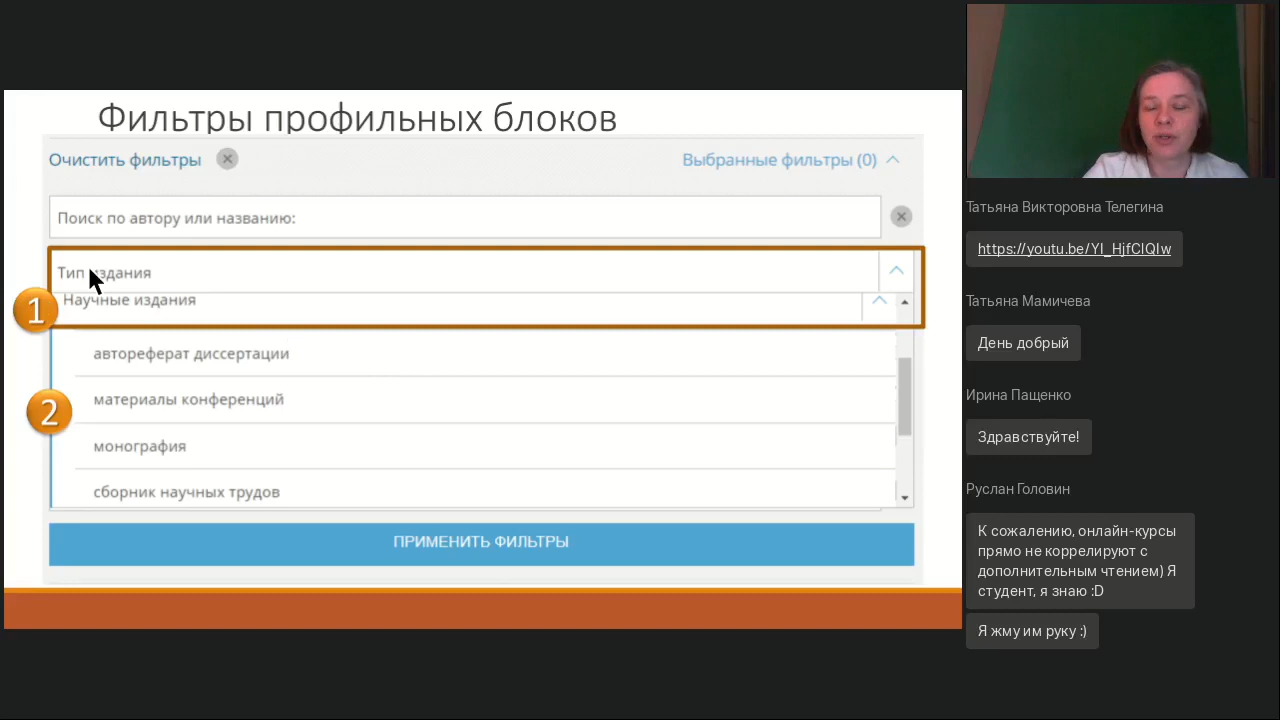 Фильтры профильных блоков
Очистить фильтры
Выбранные фильтры (0)
Поиск по автору или названию:
Тип издания
Научные издания
1
автореферат диссертации
2
материалы конференций
монография
сборник научных трудов
ПРИМЕНИТЬ ФИЛЬТРЫ
Татьяна Викторовна Телегина
https://youtu.be/YI_HjfClQIw
Татьяна Мамичева
День добрый
Ирина Пащенко
Здравствуйте!
Руслан Головин
К сожалению, онлайн-курсы
прямо не коррелируют с
дополнительным чтением) Я
студент, я знаю :D
Я жму им руку :)